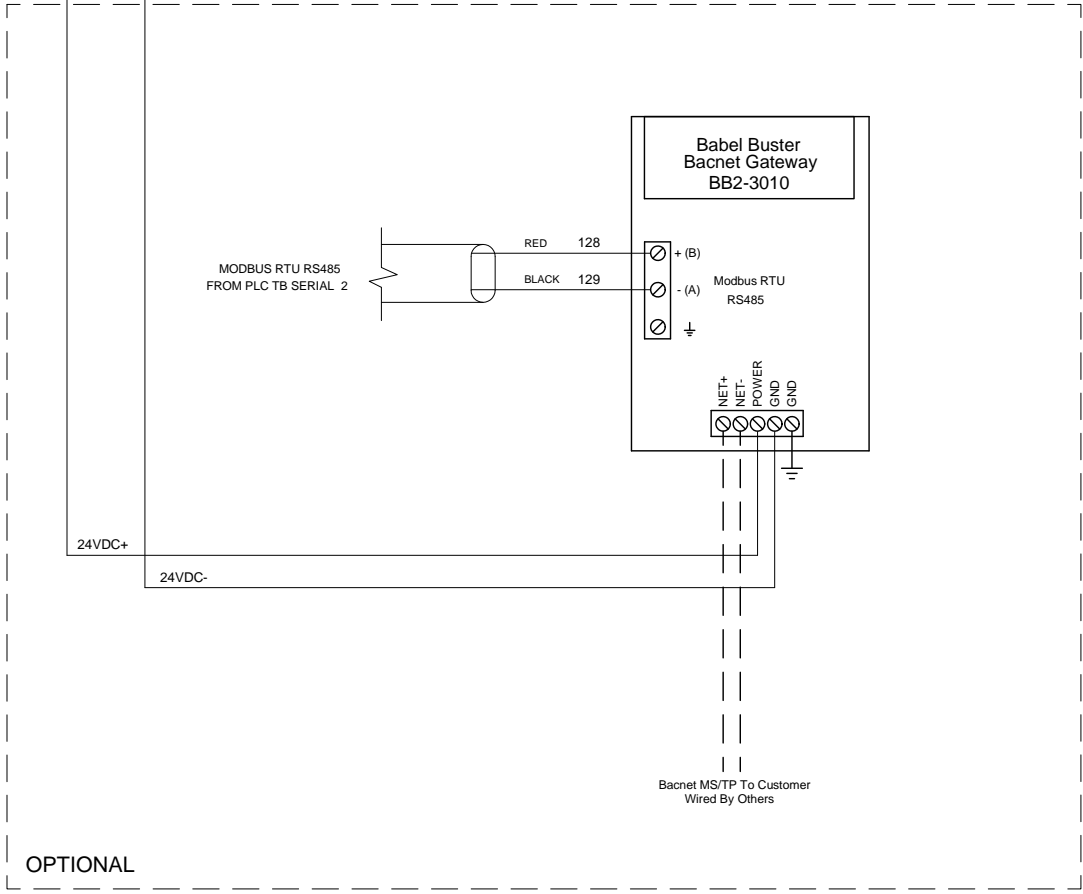 Babel Buster
Bacnet Gateway
BB2-3010
RED 128
+ (B)
MODBUS RTU RS485
FROM PLC TB SERIAL 2
BLACK 129
- (A)
Modbus RTU
RS485
NET+
NET-
POWER
GND
GND
24VDC+
24VDC-
Bacnet MS/TP To Customer
Wired By Others
OPTIONAL